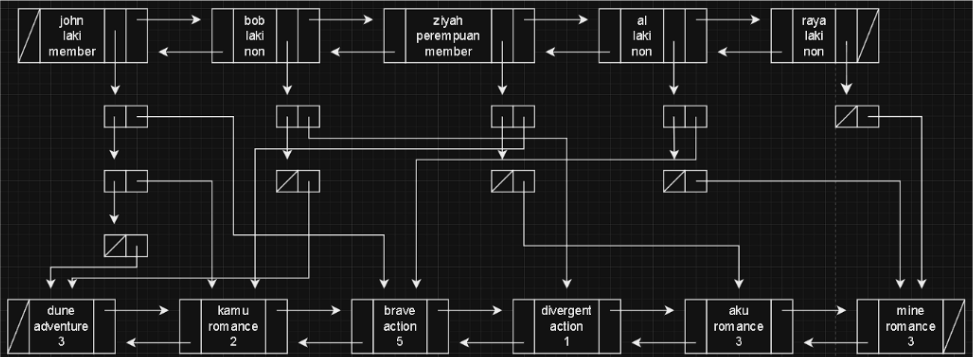 john
laki
member
bob
laki
non
ziyah
perempuan
member
al
laki
non
raya
laki
non
dune
adventure
3
kamu
romance
2
brave
action
5
divergent
action
1
aku
romance
3
mine
romance
3